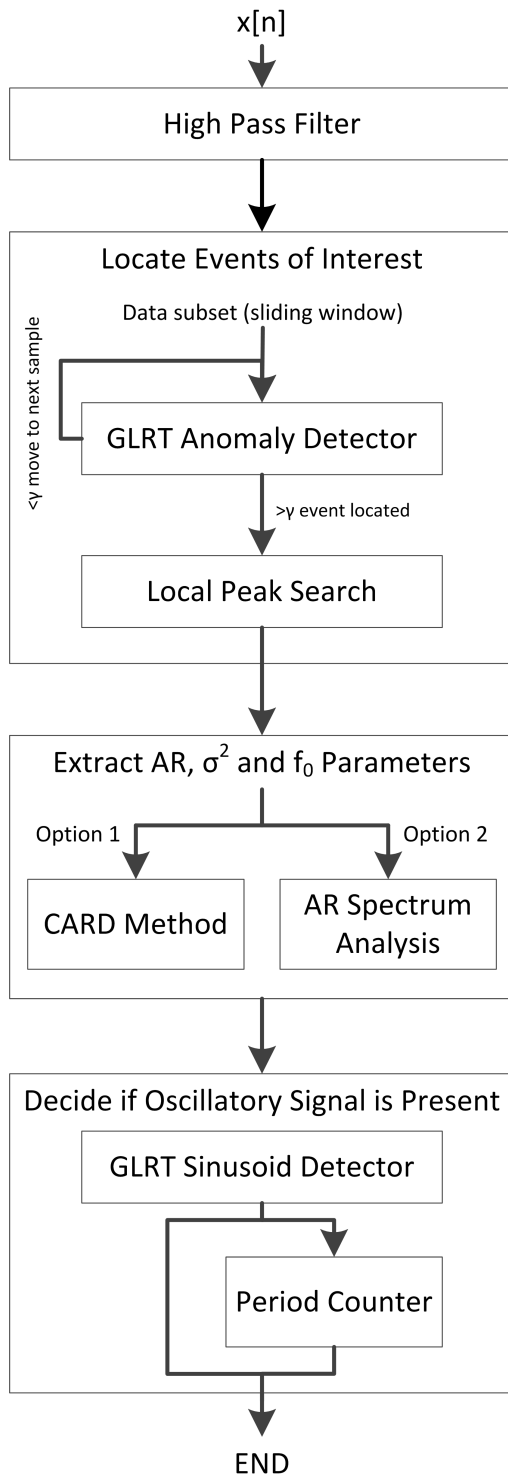 x[n]
High Pass Filter
Locate Events of Interest
Data subset (sliding window)
<γ move to next sample
GLRT Anomaly Detector
>γ event located
Local Peak Search
Extract AR, σ² and f₀ Parameters
Option 1
Option 2
CARD Method
AR Spectrum
Analysis
Decide if Oscillatory Signal is Present
GLRT Sinusoid Detector
Period Counter
END